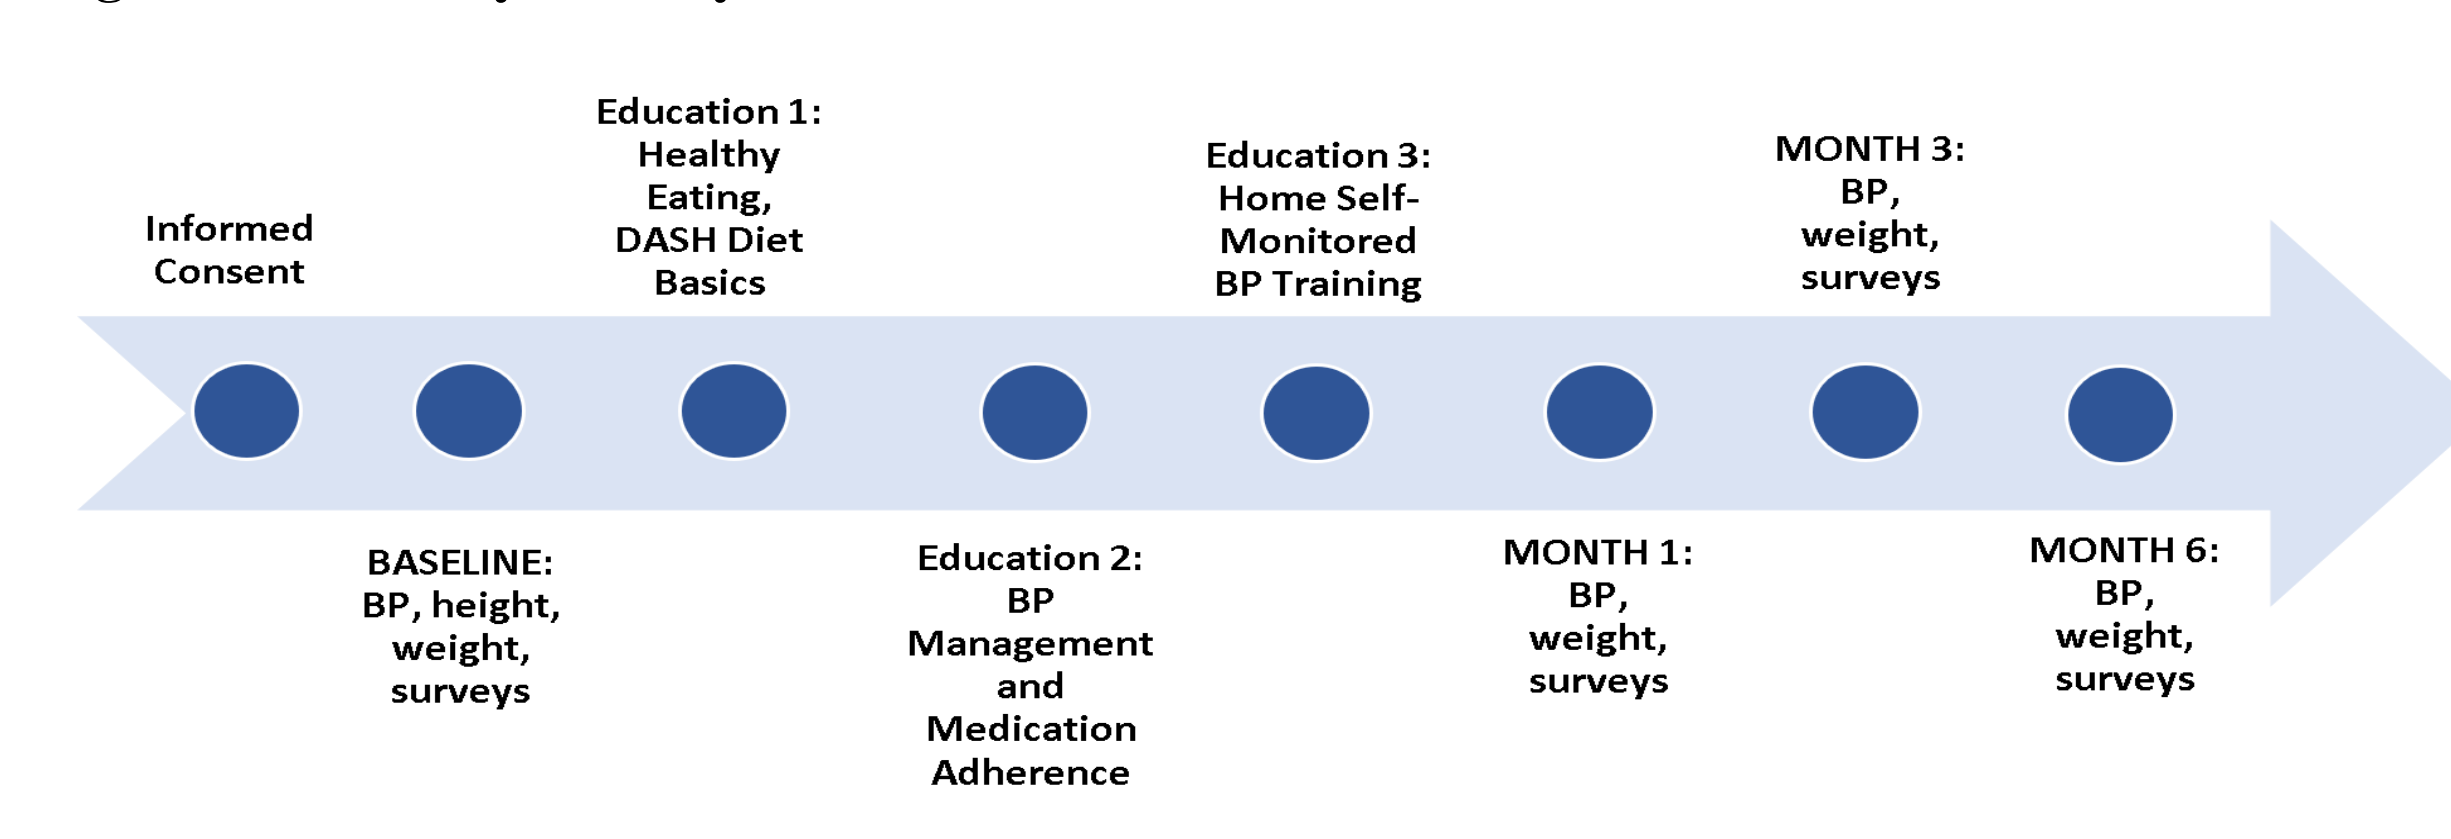 Informed
Consent
BASELINE:
BP, height,
weight,
surveys
Education 1:
Healthy
Eating,
DASH Diet
Basics
Education 2:
BP
Management
and
Medication
Adherence
Education 3:
Home Self-
Monitored
BP Training
MONTH 1:
BP,
weight,
surveys
MONTH 3:
BP,
weight,
surveys
MONTH 6:
BP,
weight,
surveys